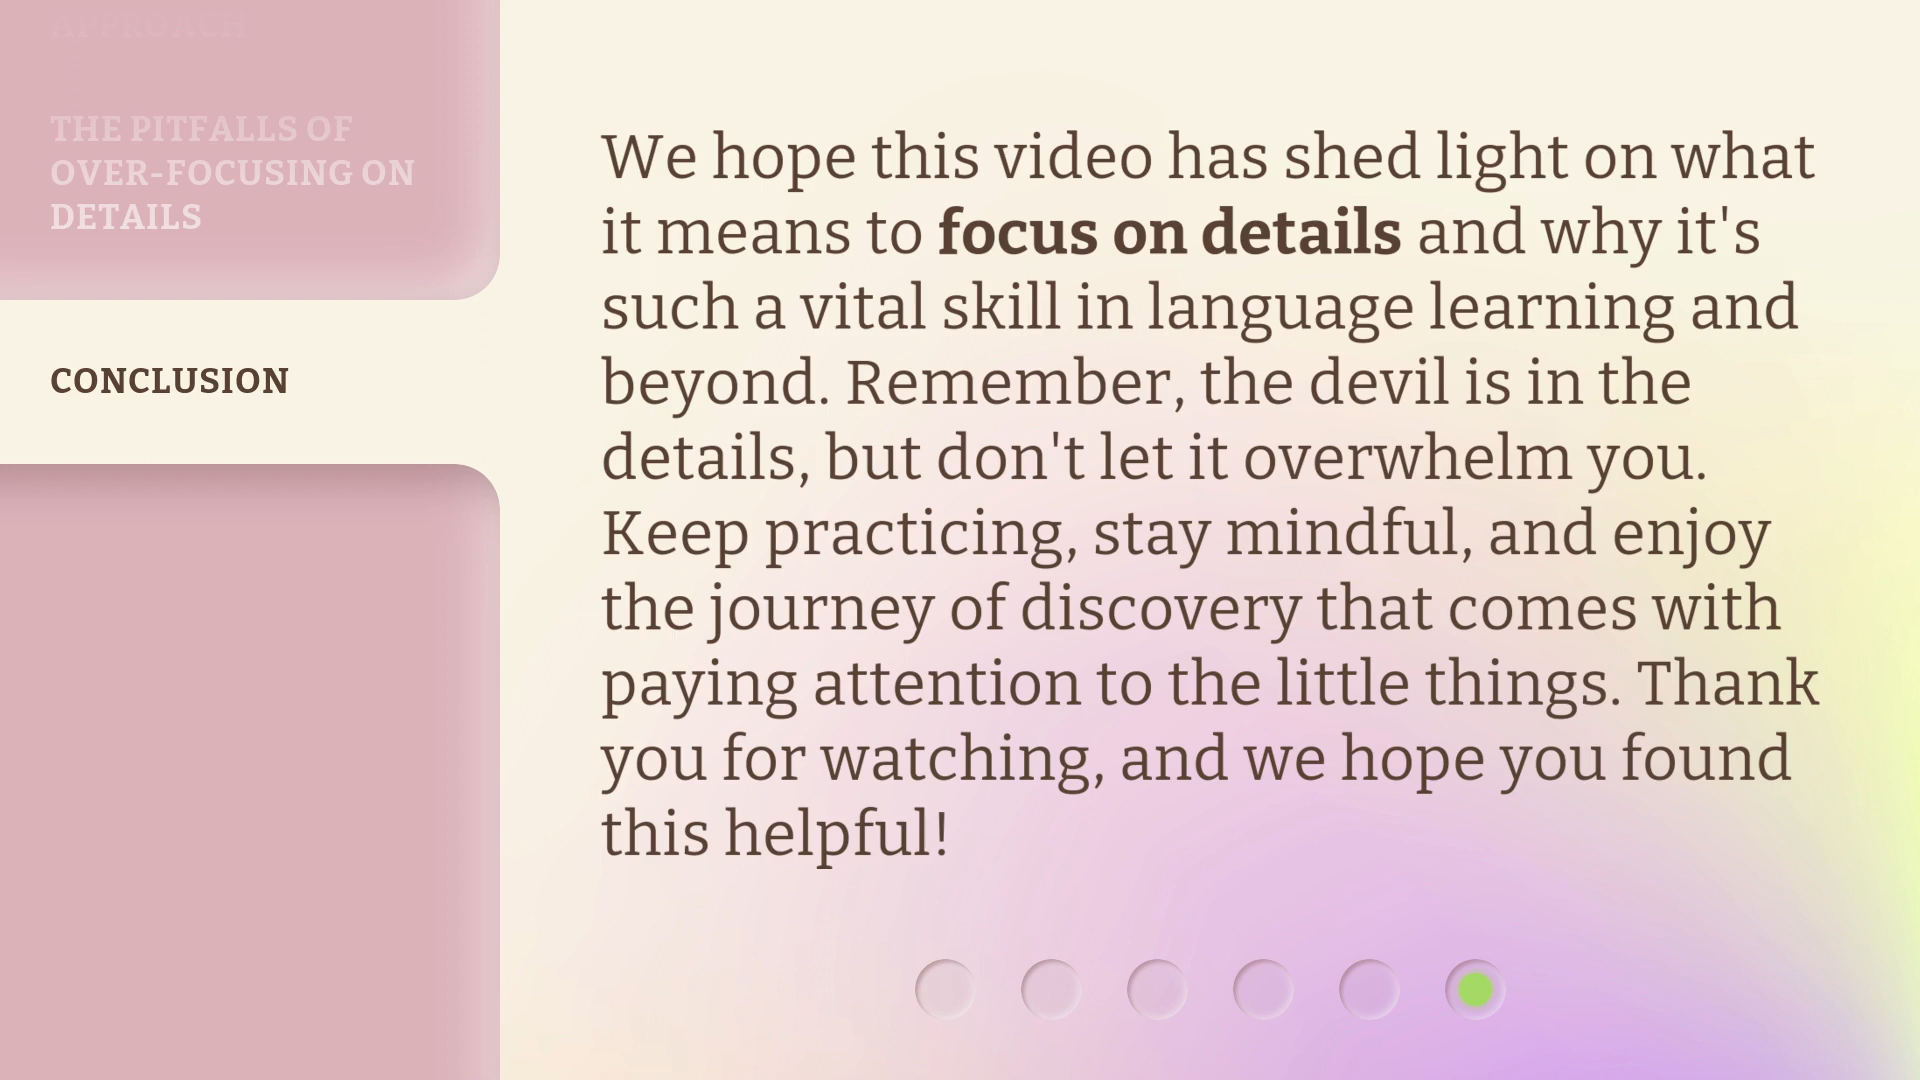 APPROACH
THE PITFALLS OF
OVER-FOCUSING ON
DETAILS
CONCLUSION
We hope this video has shed light on what
it means to focus on details and why it's
such a vital skill in language learning and
beyond. Remember, the devil is in the
details, but don't let it overwhelm you.
Keep practicing, stay mindful, and enjoy
the journey of discovery that comes with
paying attention to the little things. Thank
you for watching, and we hope you found
this helpful!